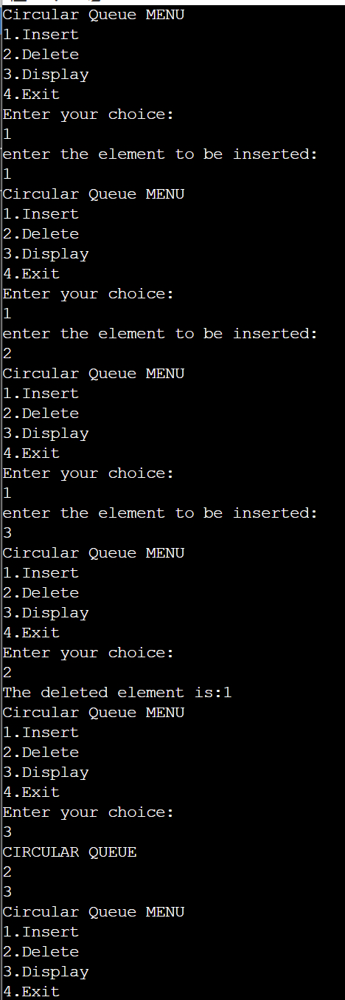 Circular Queue MENU
1.Insert
2.Delete
3.Display
4.Exit
Enter your choice:
1
enter the element to be inserted:
1
Circular Queue MENU
1.Insert
2.Delete
3.Display
4.Exit
Enter your choice:
1
enter the element to be inserted:
2
Circular Queue MENU
1.Insert
2.Delete
3.Display
4.Exit
Enter your choice:
1
enter the element to be inserted:
3
Circular Queue MENU
1.Insert
2.Delete
3.Display
4.Exit
Enter your choice:
2
The deleted element is:1
Circular Queue MENU
1.Insert
2.Delete
3.Display
4.Exit
Enter your choice:
3
CIRCULAR QUEUE
2
3
Circular Queue MENU
1.Insert
2.Delete
3.Display
4.Exit